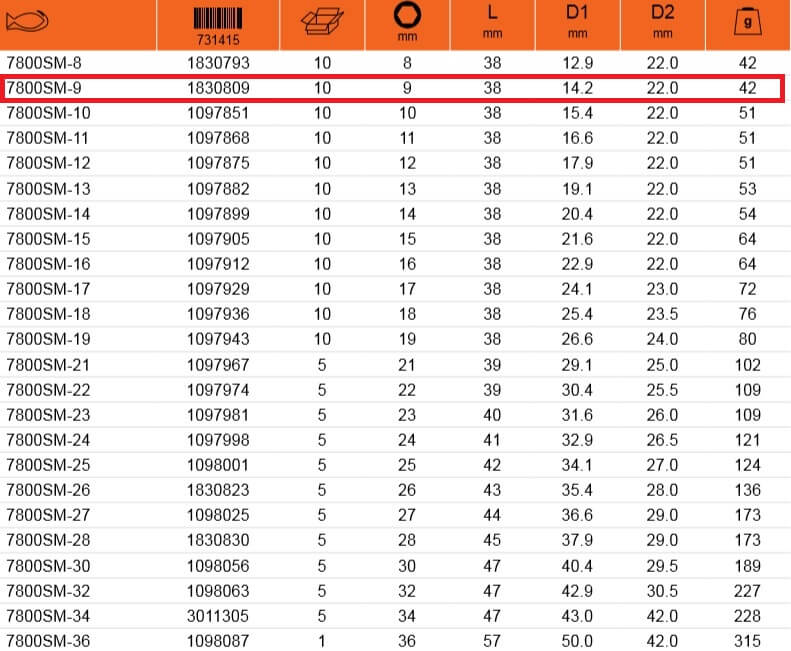 731415 mm L mm D1 mm D2 mm g
7800SM-8 1830793 10 8 38 12.9 22.0 42
7800SM-9 1830809 10 9 38 14.2 22.0 42
7800SM-10 1097851 10 10 38 15.4 22.0 51
7800SM-11 1097868 10 11 38 16.6 22.0 51
7800SM-12 1097875 10 12 38 17.9 22.0 51
7800SM-13 1097882 10 13 38 19.1 22.0 53
7800SM-14 1097899 10 14 38 20.4 22.0 54
7800SM-15 1097905 10 15 38 21.6 22.0 64
7800SM-16 1097912 10 16 38 22.9 22.0 64
7800SM-17 1097929 10 17 38 24.1 23.0 72
7800SM-18 1097936 10 18 38 25.4 23.5 76
7800SM-19 1097943 10 19 38 26.6 24.0 80
7800SM-21 1097967 5 21 39 29.1 25.0 102
7800SM-22 1097974 5 22 39 30.4 25.5 109
7800SM-23 1097981 5 23 40 31.6 26.0 109
7800SM-24 1097998 5 24 41 32.9 26.5 121
7800SM-25 1098001 5 25 42 34.1 27.0 124
7800SM-26 1830823 5 26 43 35.4 28.0 136
7800SM-27 1098025 5 27 44 36.6 29.0 173
7800SM-28 1830830 5 28 45 37.9 29.0 173
7800SM-30 1098056 5 30 47 40.4 29.5 189
7800SM-32 1098063 5 32 47 42.9 30.5 227
7800SM-34 3011305 5 34 47 43.0 42.0 228
7800SM-36 1098087 1 36 57 50.0 42.0 315